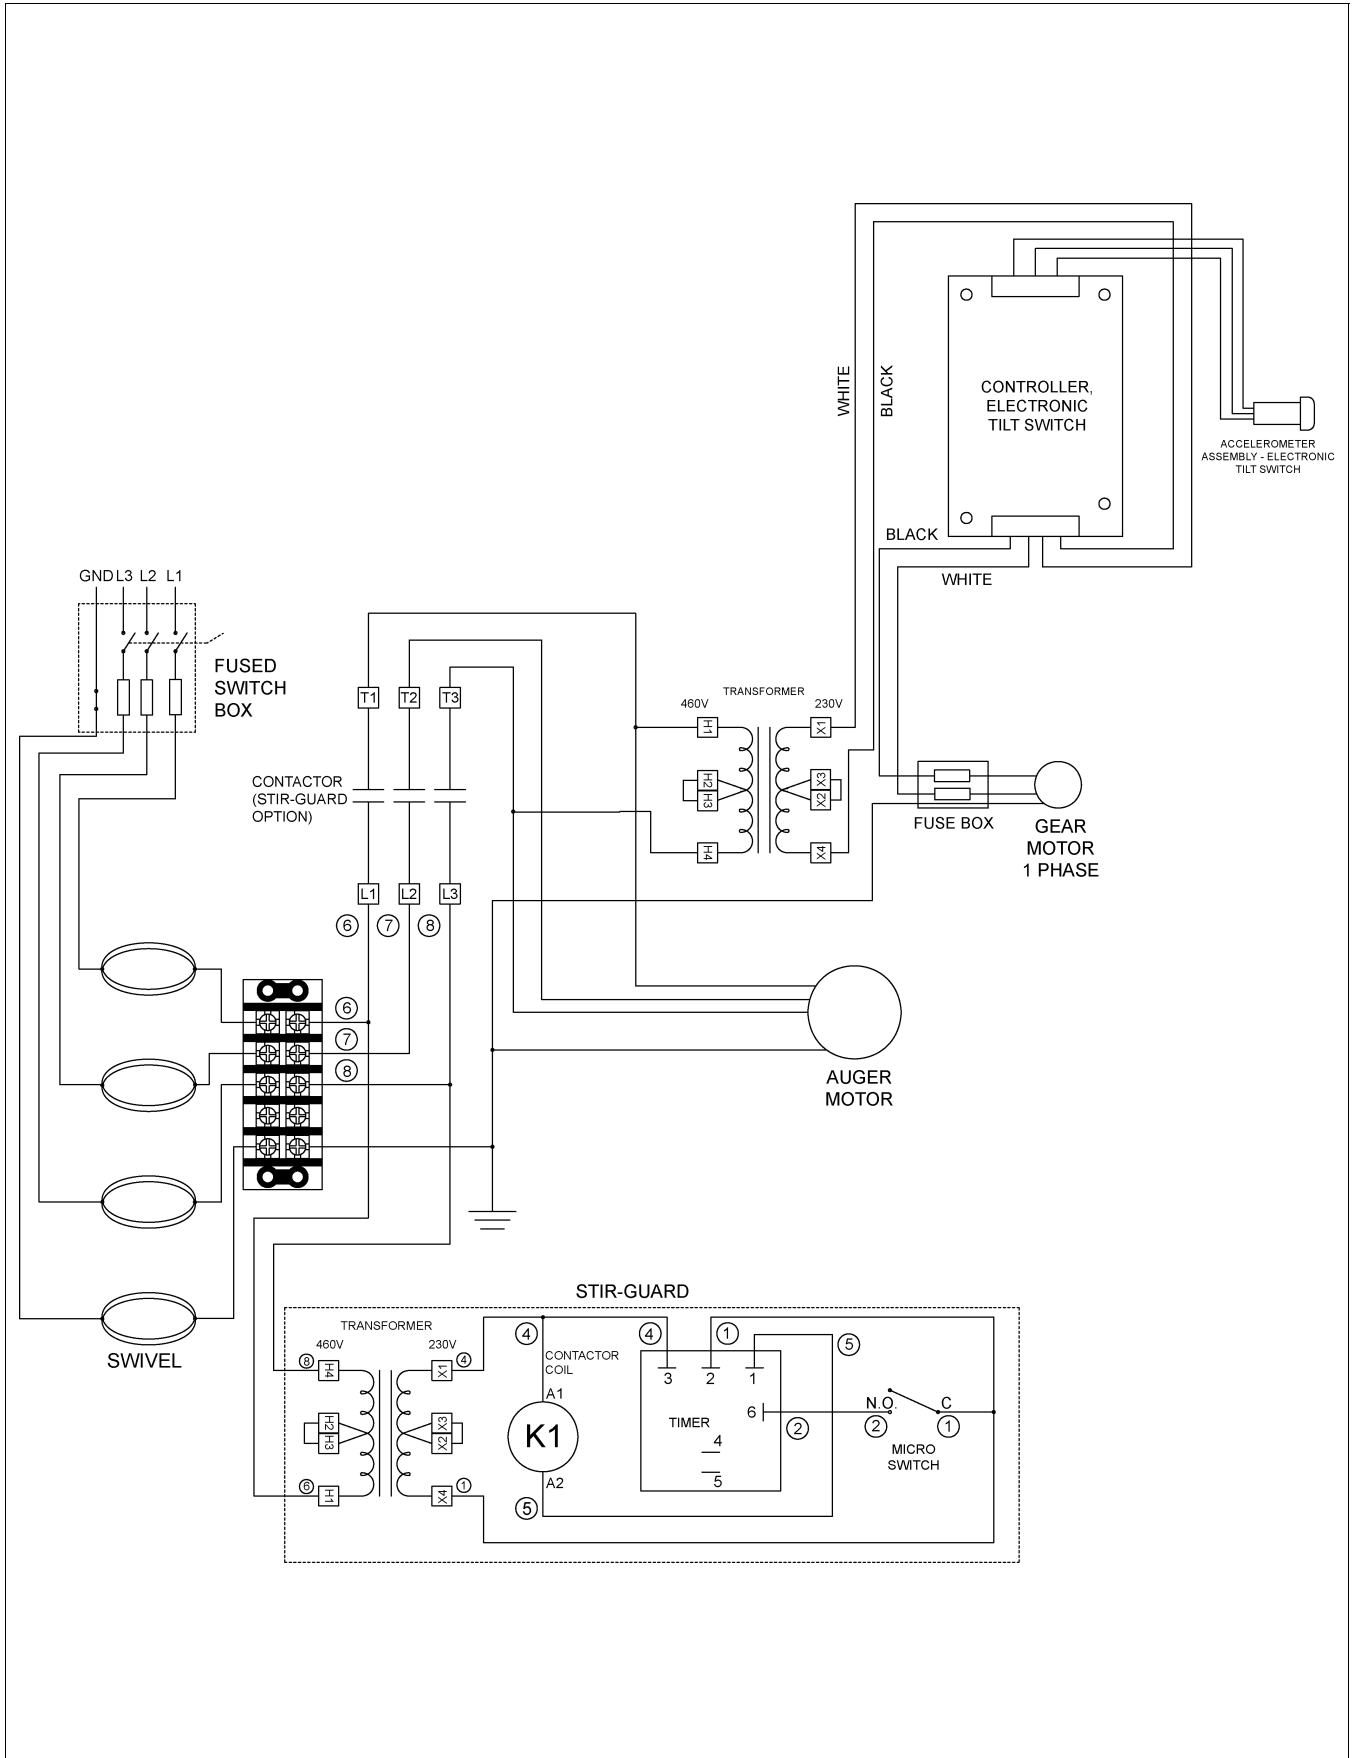 WHITE
BLACK
CONTROLLER,
ELECTRONIC
TILT SWITCH
ACCELEROMETER
ASSEMBLY - ELECTRONIC
TILT SWITCH
BLACK
WHITE
GND L3 L2 L1
FUSED
SWITCH
BOX
T1 T2 T3
TRANSFORMER
460V 230V
H1 X1
H2 X3
H3 X2
H4 X4
CONTACTOR
(STIR-GUARD
OPTION)
FUSE BOX
GEAR
MOTOR
1 PHASE
L1 L2 L3
6 7 8
6
7
8
AUGER
MOTOR
SWIVEL
STIR-GUARD
TRANSFORMER
460V 230V
8 H4 X1 4
H2 X3
H3 X2
6 H1 X4 1
4
CONTACTOR
COIL
A1
K1
A2
5
4 1 5
3 2 1
TIMER
6
4
5
2
N.O. C
2 1
MICRO
SWITCH